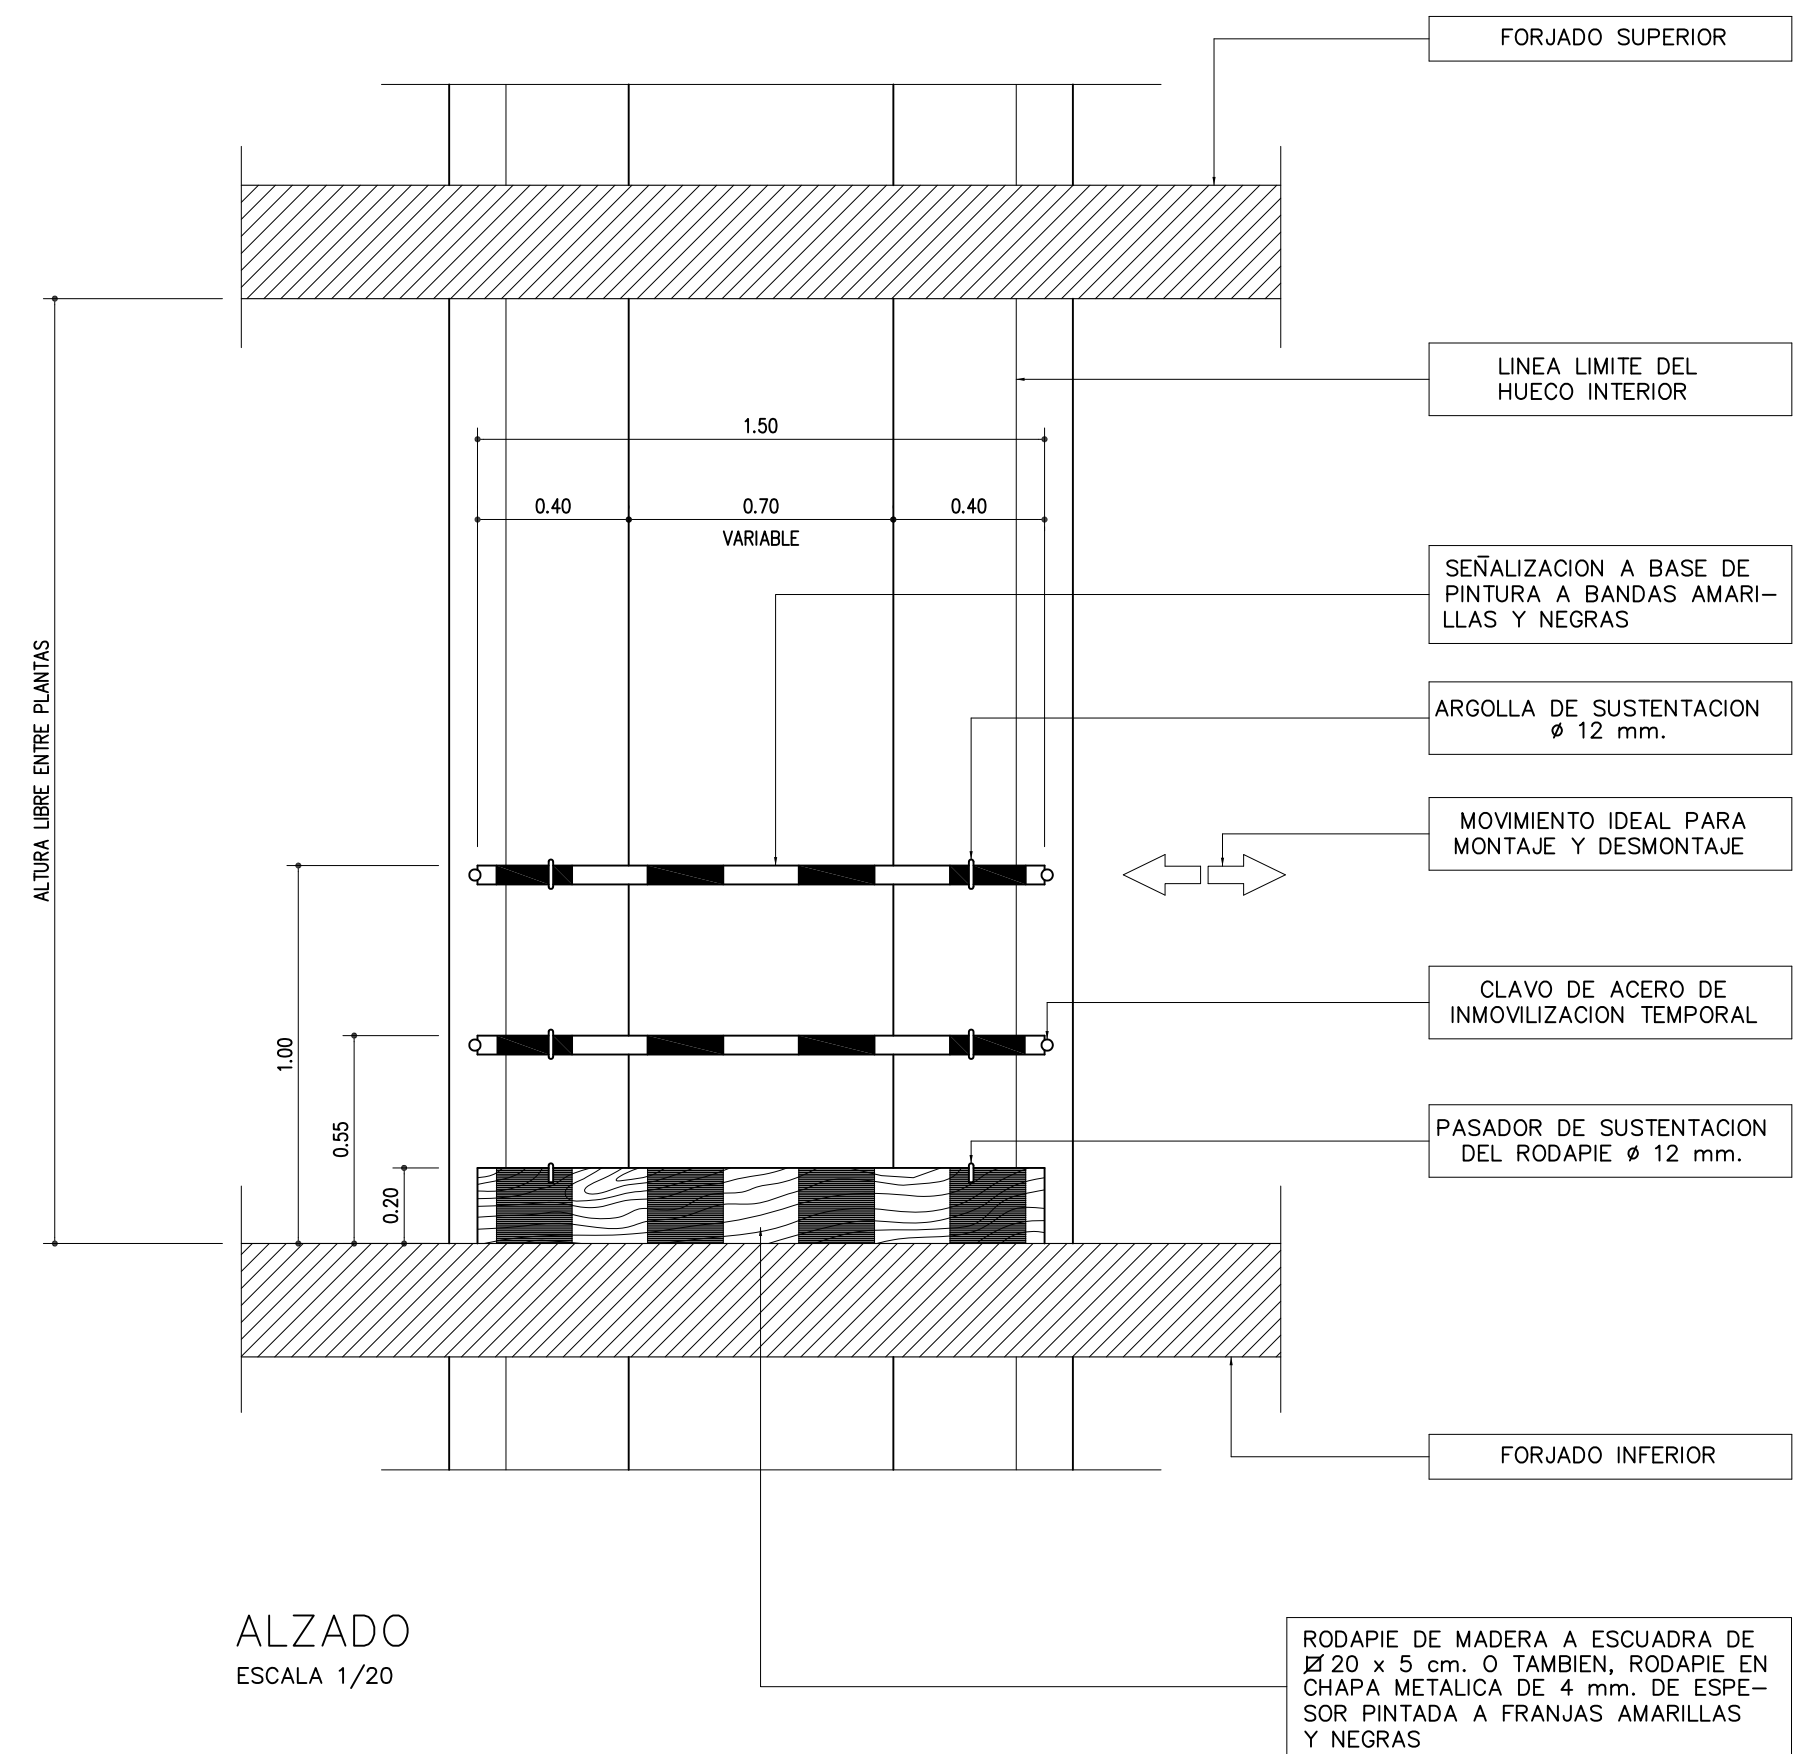 FORJADO SUPERIOR
LINEA LIMITE DEL
HUECO INTERIOR
1.50
0.40
0.70
0.40
VARIABLE
SEÑALIZACION A BASE DE
PINTURA A BANDAS AMARI-
LLAS Y NEGRAS
ALTURA LIBRE ENTRE PLANTAS
ARGOLLA DE SUSTENTACION
ø 12 mm.
MOVIMIENTO IDEAL PARA
MONTAJE Y DESMONTAJE
CLAVO DE ACERO DE
INMOVILIZACION TEMPORAL
1.00
0.55
0.20
PASADOR DE SUSTENTACION
DEL RODAPIE ø 12 mm.
FORJADO INFERIOR
ALZADO
ESCALA 1/20
RODAPIE DE MADERA A ESCUADRA DE
20 x 5 cm. O TAMBIEN, RODAPIE EN
CHAPA METALICA DE 4 mm. DE ESPE-
SOR PINTADA A FRANJAS AMARILLAS
Y NEGRAS